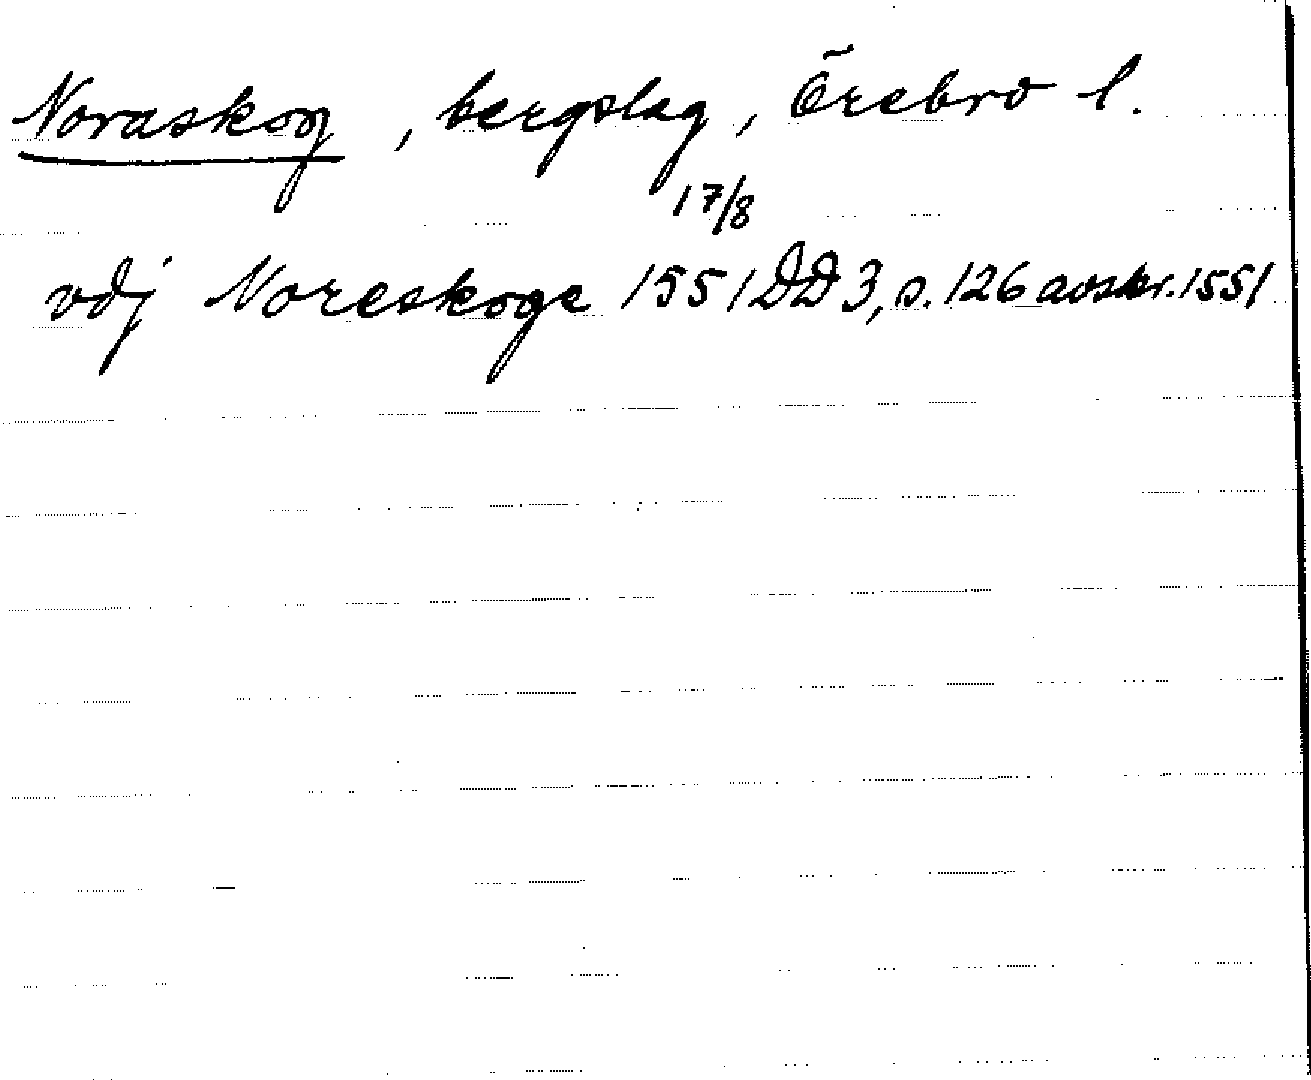 Noraskog, bergslag, Örebro l.
17/8
vdj Noreskoge 1551 DD 3, s. 126 avskr. 1551